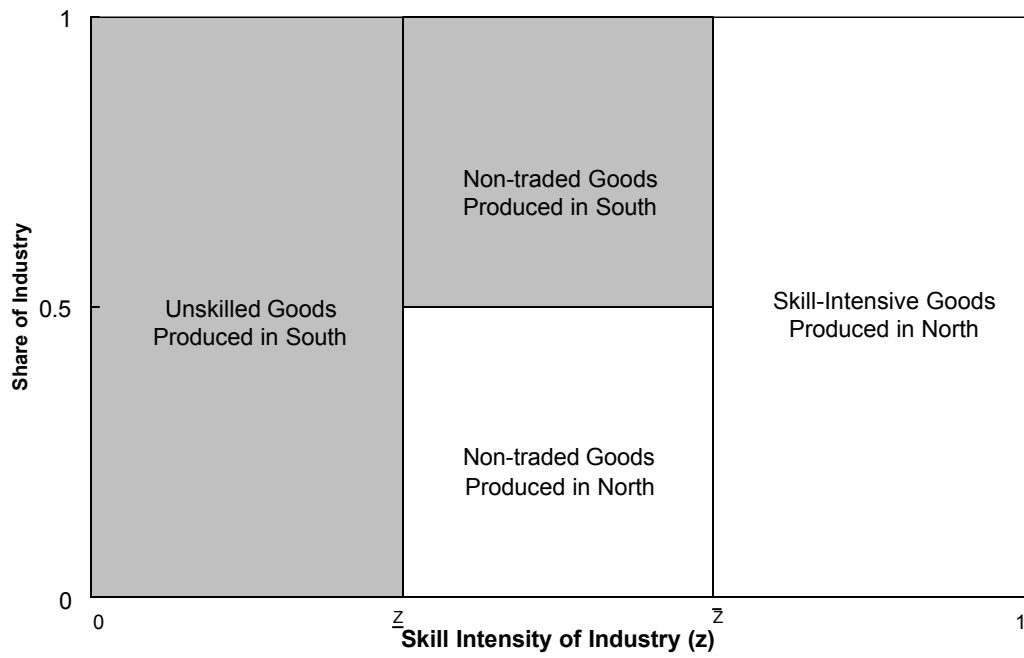 1
Non-traded Goods
Produced in South
Share of Industry
0.5
Unskilled Goods
Produced in South
Skill-Intensive Goods
Produced in North
Non-traded Goods
Produced in North
0
0
z̲
z̄
1
Skill Intensity of Industry (z)